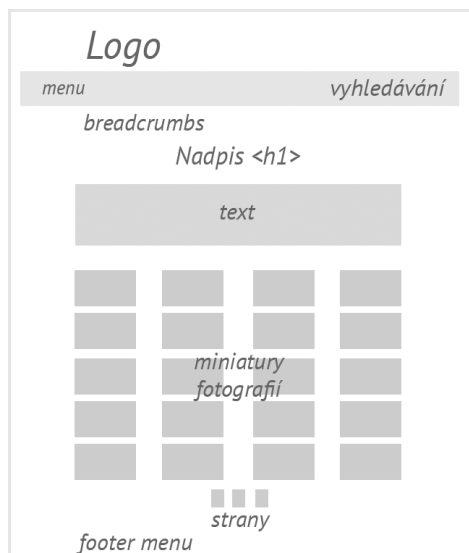 Logo
menu
vyhledávání
breadcrumbs
Nadpis <h1>
text
miniatury
fotografií
strany
footer menu